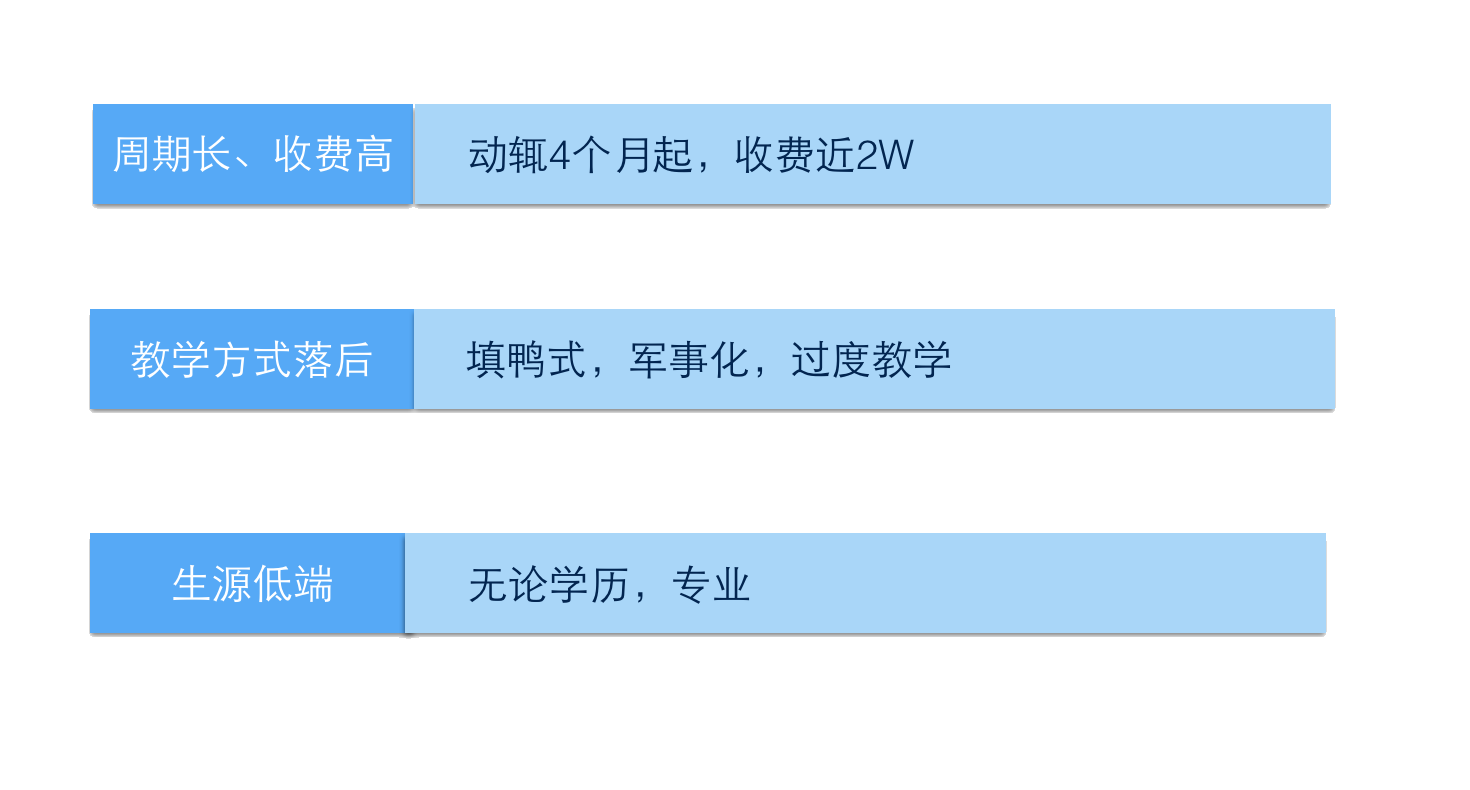 周期长、收费高
动辄4个月起，收费近2W
教学方式落后
填鸭式，军事化，过度教学
生源低端
无论学历，专业